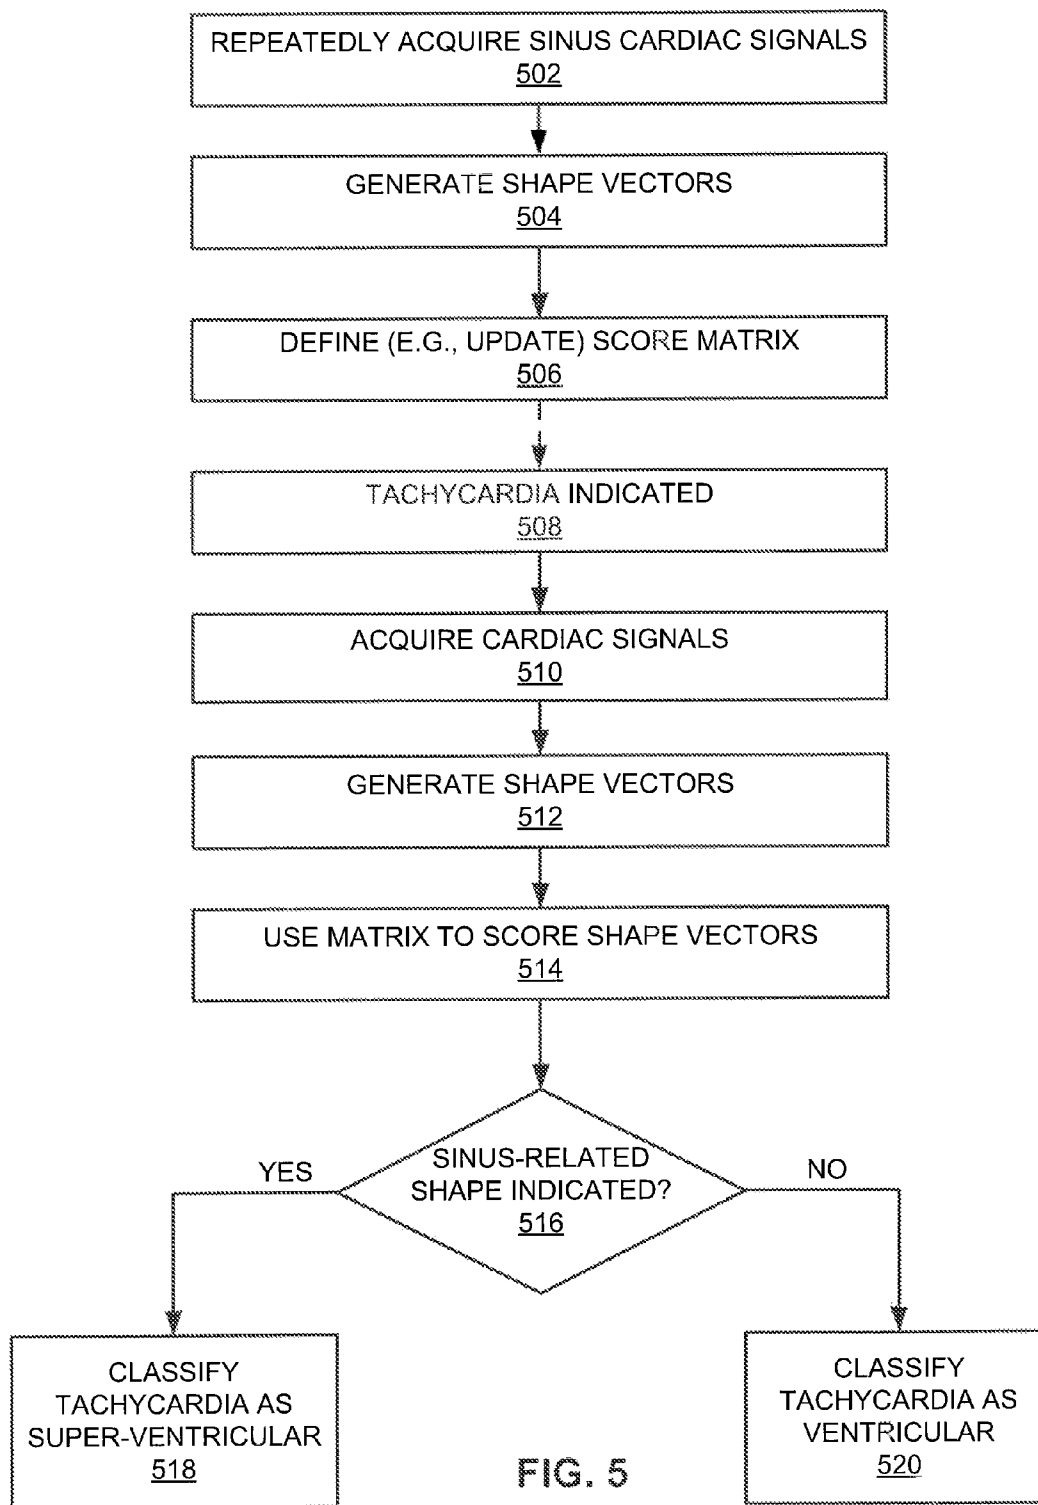 REPEATEDLY ACQUIRE SINUS CARDIAC SIGNALS
502
GENERATE SHAPE VECTORS
504
DEFINE (E.G., UPDATE) SCORE MATRIX
506
TACHYCARDIA INDICATED
508
ACQUIRE CARDIAC SIGNALS
510
GENERATE SHAPE VECTORS
512
USE MATRIX TO SCORE SHAPE VECTORS
514
SINUS-RELATED
SHAPE INDICATED?
516
YES
NO
CLASSIFY
TACHYCARDIA AS
SUPER-VENTRICULAR
518
CLASSIFY
TACHYCARDIA AS
VENTRICULAR
520
FIG. 5